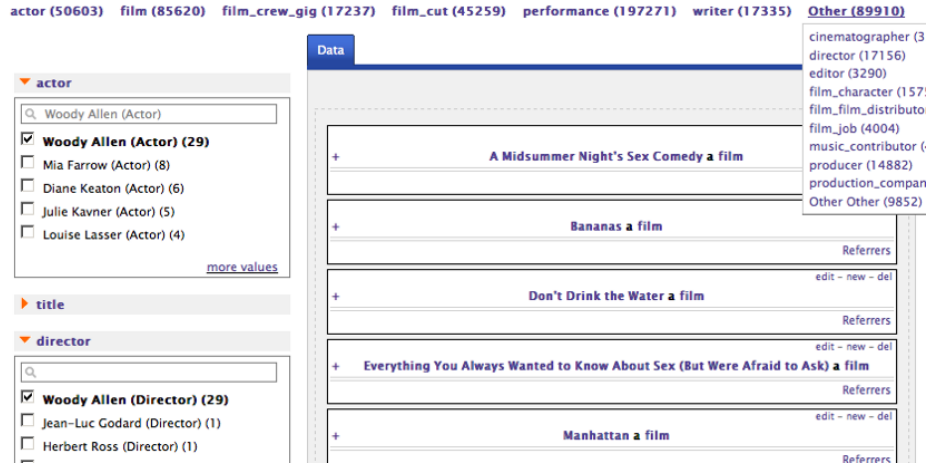 actor (50603) film (85620) film_crew_gig (17237) film_cut (45259) performance (197271) writer (17335) Other (89910)
cinematographer (3
director (17156)
editor (3290)
film_character (157
film_film_distributo
film_job (4004)
music_contributor (
producer (14882)
production_compan
Other Other (9852)
Data
actor
Woody Allen (Actor)
Woody Allen (Actor) (29)
Mia Farrow (Actor) (8)
Diane Keaton (Actor) (6)
Julie Kavner (Actor) (5)
Louise Lasser (Actor) (4)
more values
title
director
Woody Allen (Director) (29)
Jean-Luc Godard (Director) (1)
Herbert Ross (Director) (1)
+ A Midsummer Night's Sex Comedy a film
+ Bananas a film
Referrers
edit - new - del
+ Don't Drink the Water a film
Referrers
edit - new - del
+ Everything You Always Wanted to Know About Sex (But Were Afraid to Ask) a film
Referrers
edit - new - del
+ Manhattan a film
Referrers